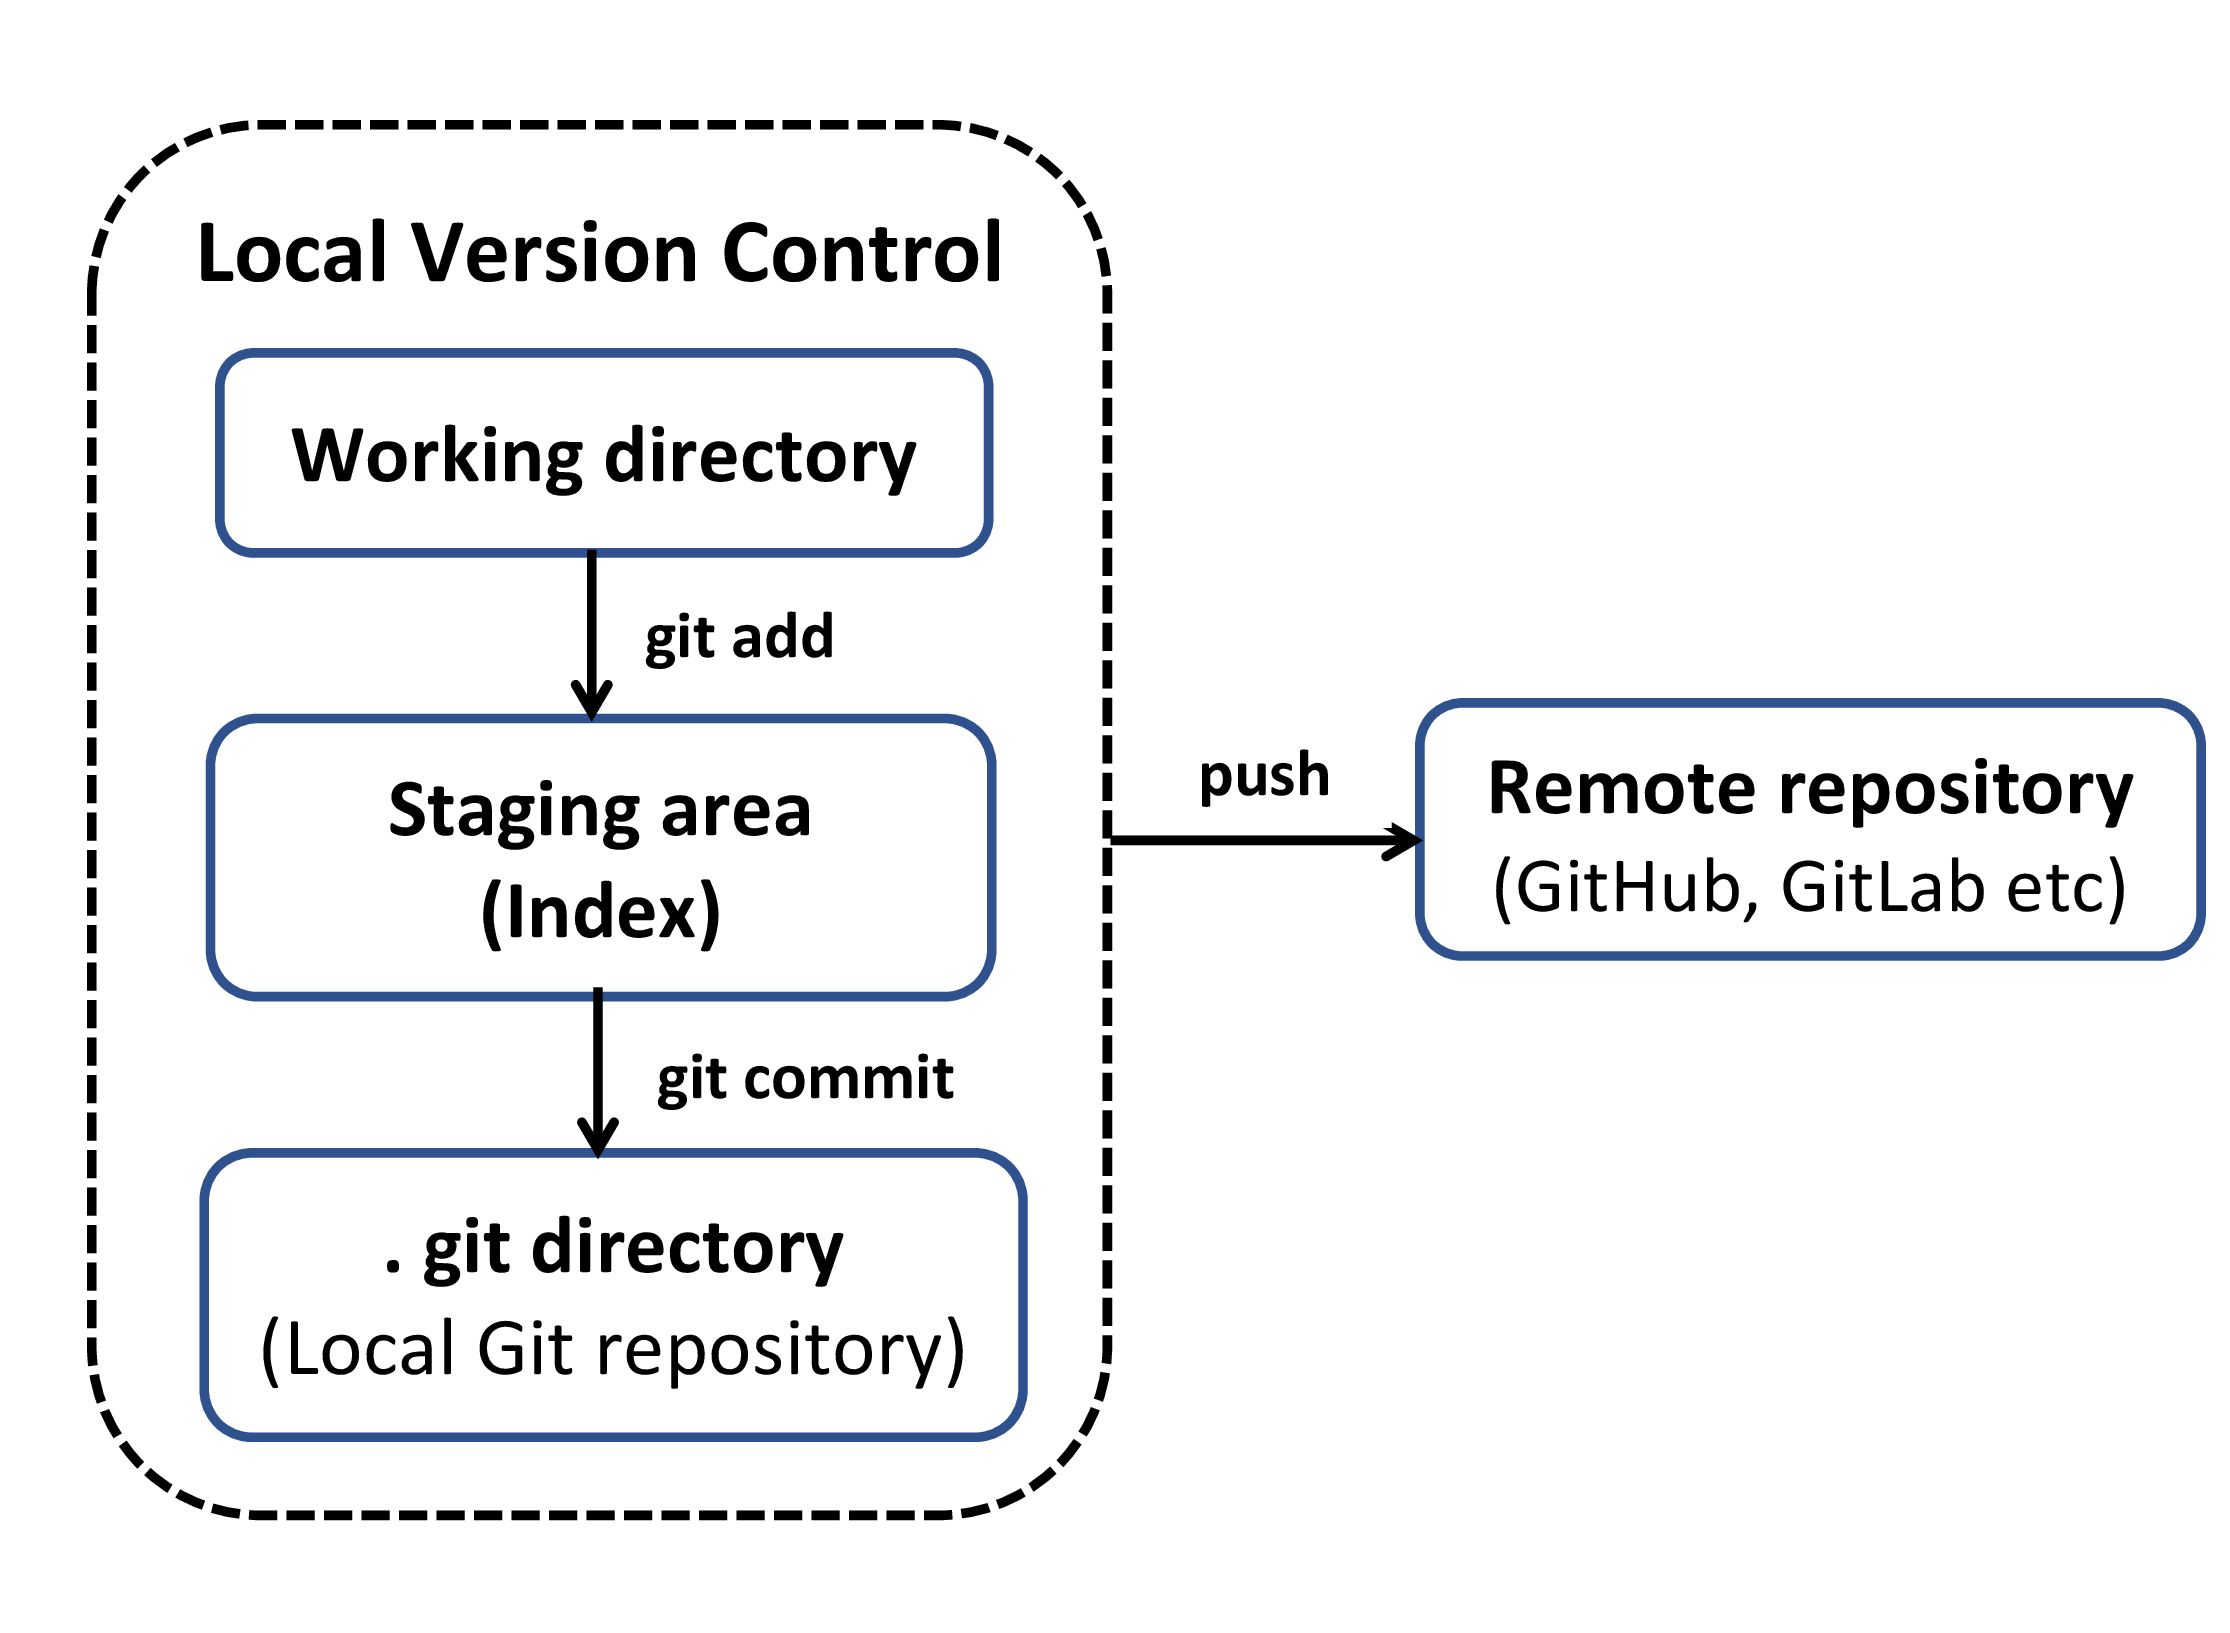 Local Version Control
Working directory
git add
Staging area
(Index)
git commit
. git directory
(Local Git repository)
push
Remote repository
(GitHub, GitLab etc)